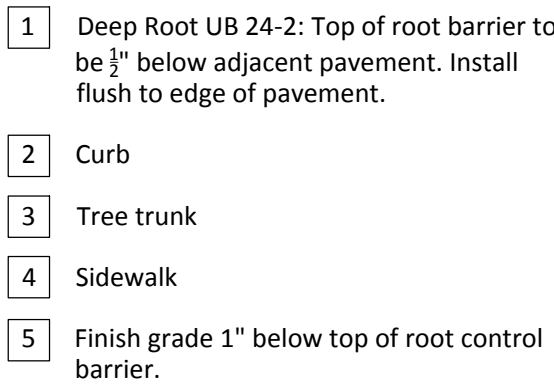 1 Deep Root UB 24-2: Top of root barrier to
be ½" below adjacent pavement. Install
flush to edge of pavement.
2 Curb
3 Tree trunk
4 Sidewalk
5 Finish grade 1" below top of root control
barrier.